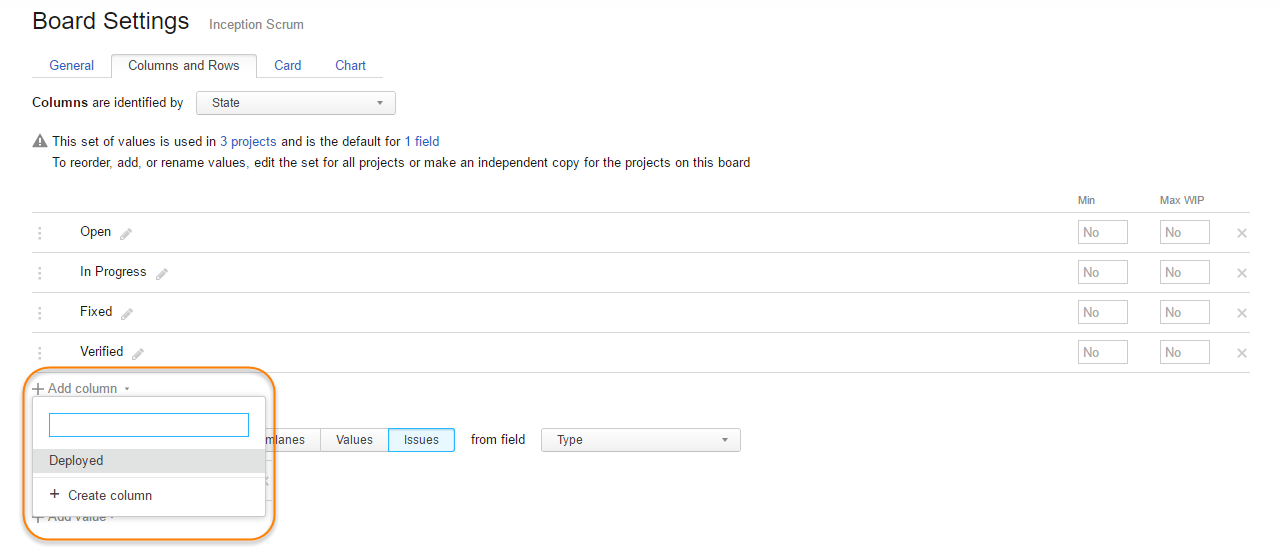 Board Settings Inception Scrum
General Columns and Rows Card Chart
Columns are identified by State
This set of values is used in 3 projects and is the default for 1 field
To reorder, add, or rename values, edit the set for all projects or make an independent copy for the projects on this board
Min Max WIP
Open No No
In Progress No No
Fixed No No
Verified No No
Add column
Values Issues from field Type
Deployed
Create column
Add value